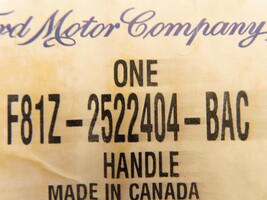 Ford Motor Company
ONE
F81Z-2522404-BAC
HANDLE
MADE IN CANADA